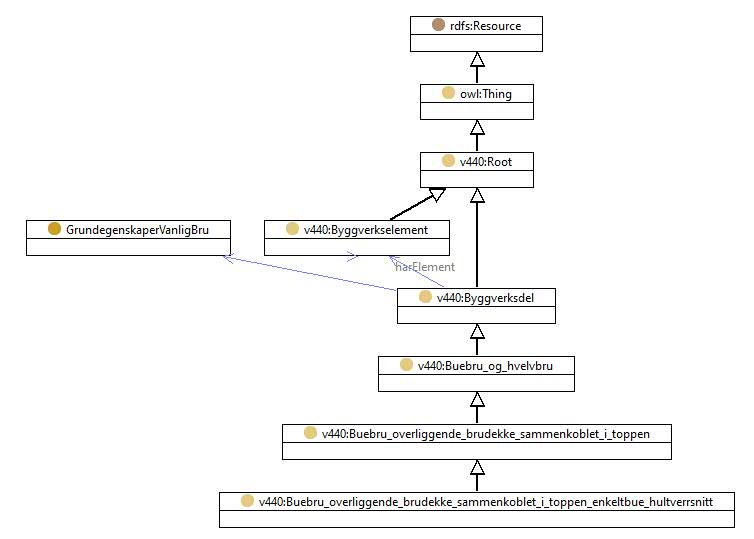 rdfs:Resource
owl:Thing
v440:Root
GrundegenskaperVanligBru
v440:Byggverkselement
harElement
v440:Byggverksdel
v440:Buebru_og_hvelvbru
v440:Buebru_overliggende_brudekke_sammenkoblet_i_toppen
v440:Buebru_overliggende_brudekke_sammenkoblet_i_toppen_enkeltbue_hultverrsnitt